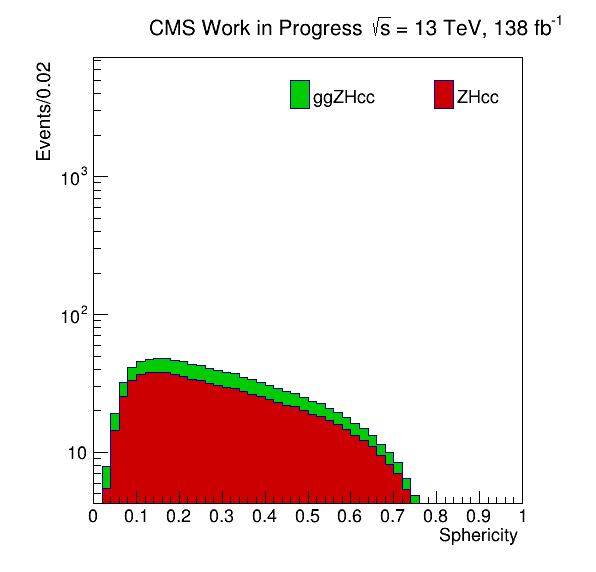 CMS Work in Progress √s = 13 TeV, 138 fb⁻¹
Events/0.02
ggZHcc ZHcc
10³
10²
10
0 0.1 0.2 0.3 0.4 0.5 0.6 0.7 0.8 0.9 1
Sphericity